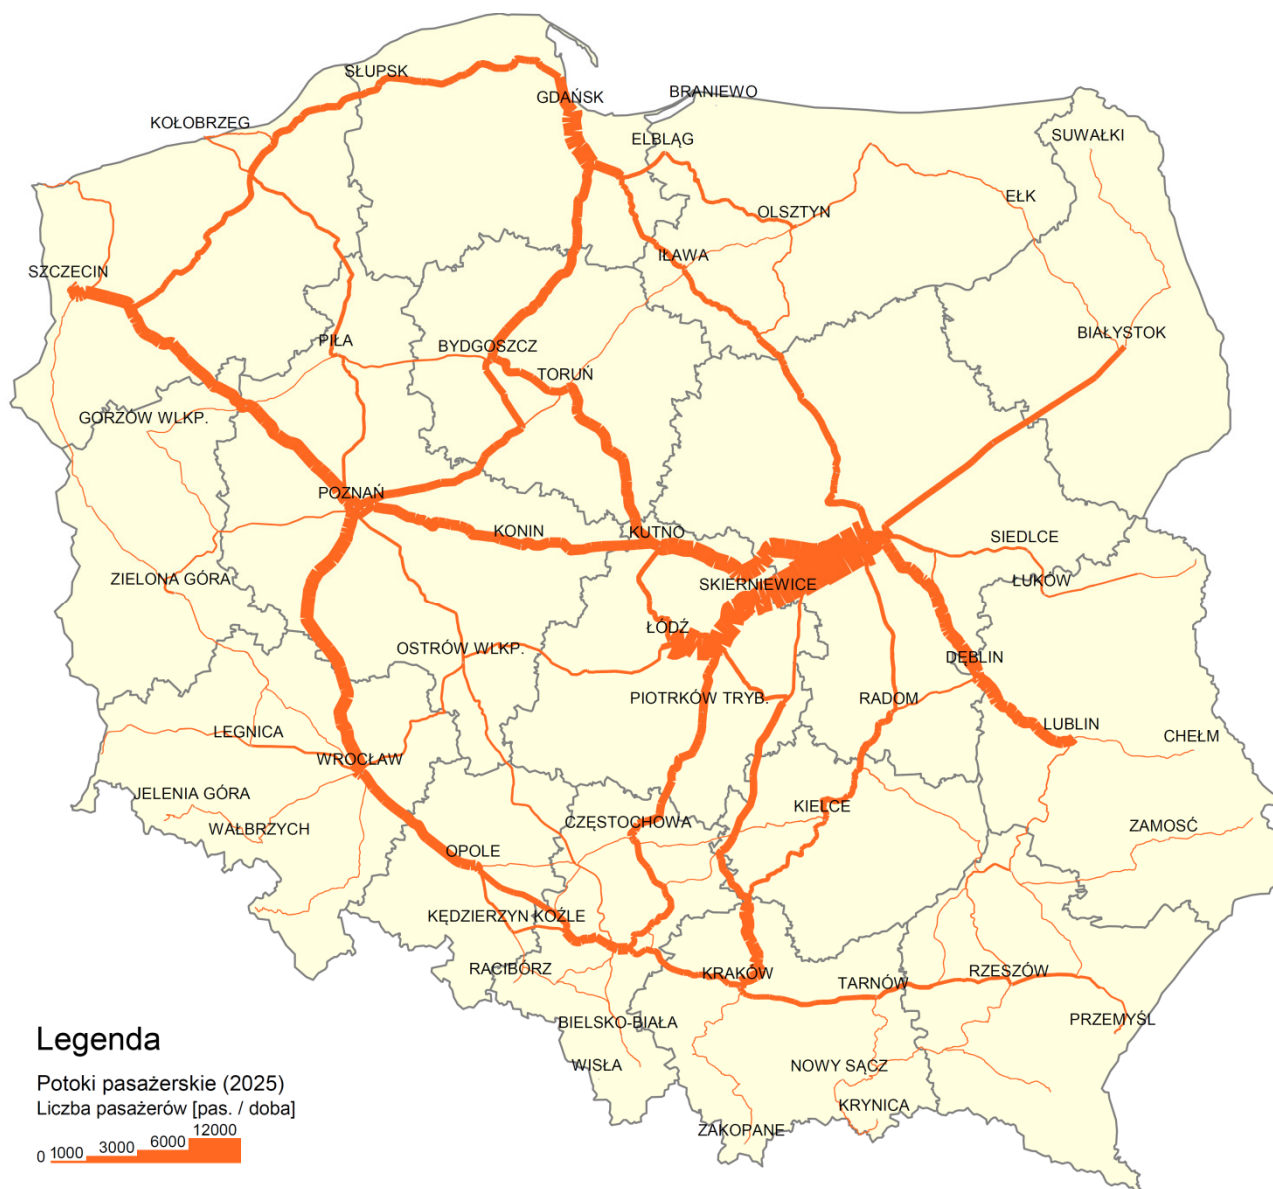 SŁUPSK
GDAŃSK
BRANIEWO
KOŁOBRZEG
ELBLĄG
SUWAŁKI
EŁK
OLSZTYN
IŁAWA
SZCZECIN
BIAŁYSTOK
PIŁA
BYDGOSZCZ
TORUŃ
GORZÓW WLKP.
POZNAŃ
KONIN
KUTNO
SIEDLCE
ZIELONA GÓRA
SKIERNIEWICE
ŁUKÓW
ŁÓDŹ
OSTRÓW WLKP.
DĘBLIN
PIOTRKÓW TRYB.
RADOM
LEGNICA
LUBLIN
CHEŁM
WROCŁAW
JELENIA GÓRA
KIELCE
WAŁBRZYCH
CZĘSTOCHOWA
ZAMOŚĆ
OPOLE
KĘDZIERZYN KOŹLE
RACIBÓRZ
KRAKÓW
TARNÓW
RZESZÓW
BIELSKO-BIAŁA
PRZEMYŚL
WISŁA
NOWY SĄCZ
KRYNICA
ZAKOPANE
Legenda
Potoki pasażerskie (2025)
Liczba pasażerów [pas. / doba]
0 1000 3000 6000 12000